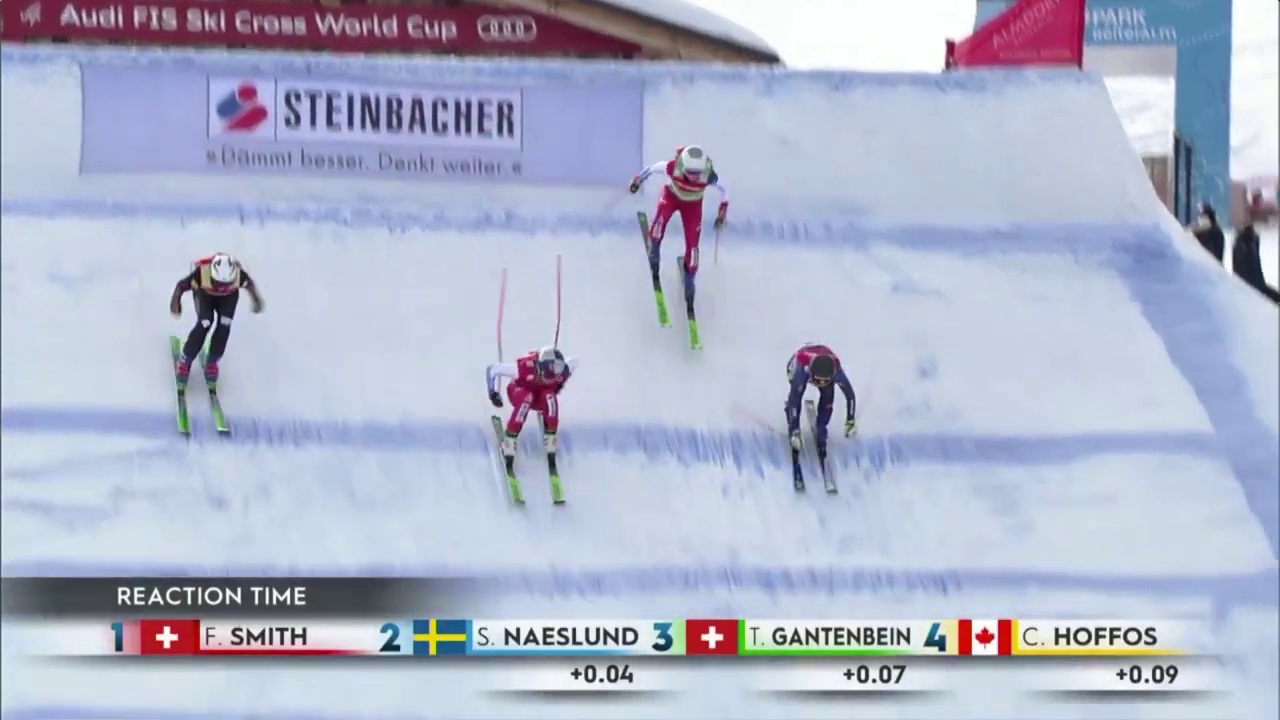 Audi FIS Ski Cross World Cup
ALMDORF
PARK
Reiteralm
STEINBACHER
»Dämmt besser. Denkt weiter.«
REACTION TIME
1 F. SMITH 2 S. NAESLUND 3 T. GANTENBEIN 4 C. HOFFOS
+0.04 +0.07 +0.09